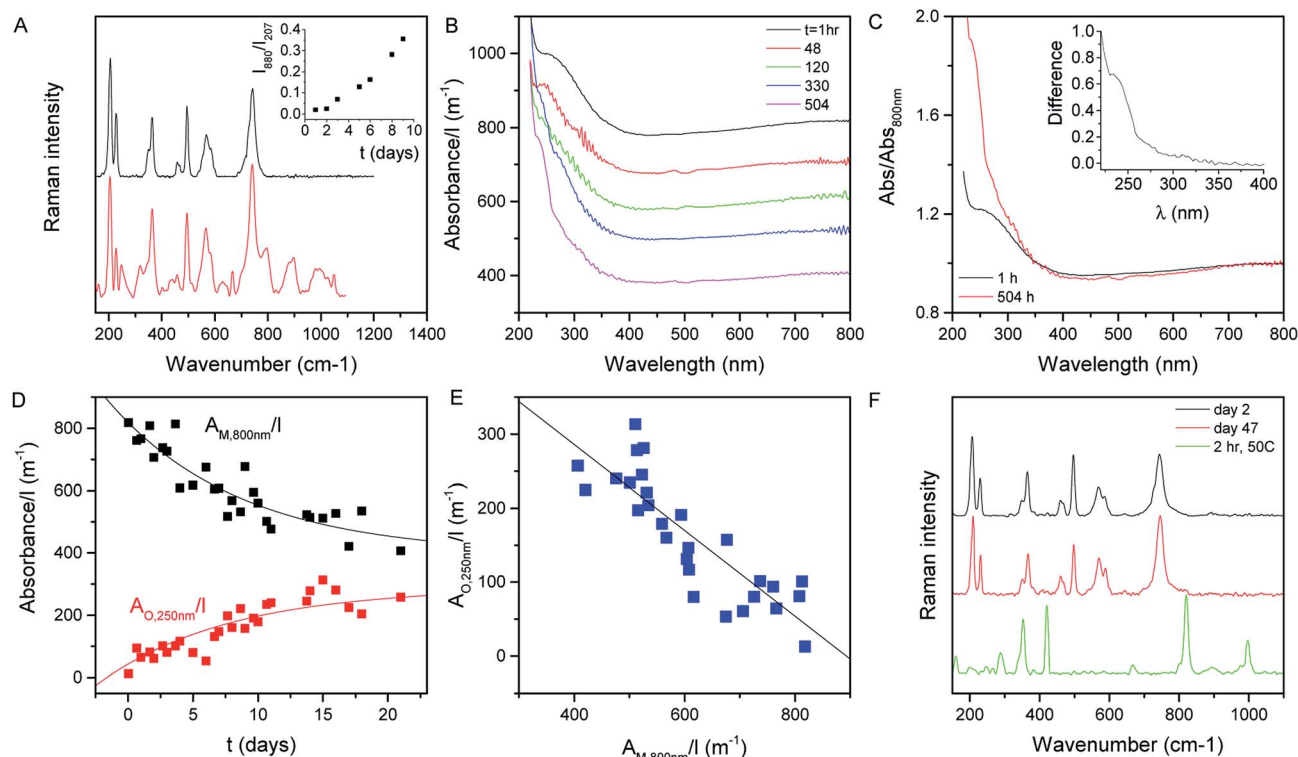 A
Raman intensity
I880/I207
0.4
0.3
0.2
0.1
0.0
0 2 4 6 8 10
t (days)
200 400 600 800 1000 1200 1400
Wavenumber (cm-1)
B
Absorbance/l (m⁻¹)
1000
800
600
400
t=1hr
48
120
330
504
200 300 400 500 600 700 800
Wavelength (nm)
C
Abs/Abs800nm
2.0
1.6
1.2
0.8
Difference
1.0
0.8
0.6
0.4
0.2
0.0
250 300 350 400
λ (nm)
1 h
504 h
200 300 400 500 600 700 800
Wavelength (nm)
D
Absorbance/l (m⁻¹)
800
600
400
200
0
AM,800nm/l
AO,250nm/l
0 5 10 15 20
t (days)
E
AO,250nm/l (m⁻¹)
300
200
100
0
400 600 800
AM,800nm/l (m⁻¹)
F
Raman intensity
day 2
day 47
2 hr, 50C
200 400 600 800 1000
Wavenumber (cm-1)